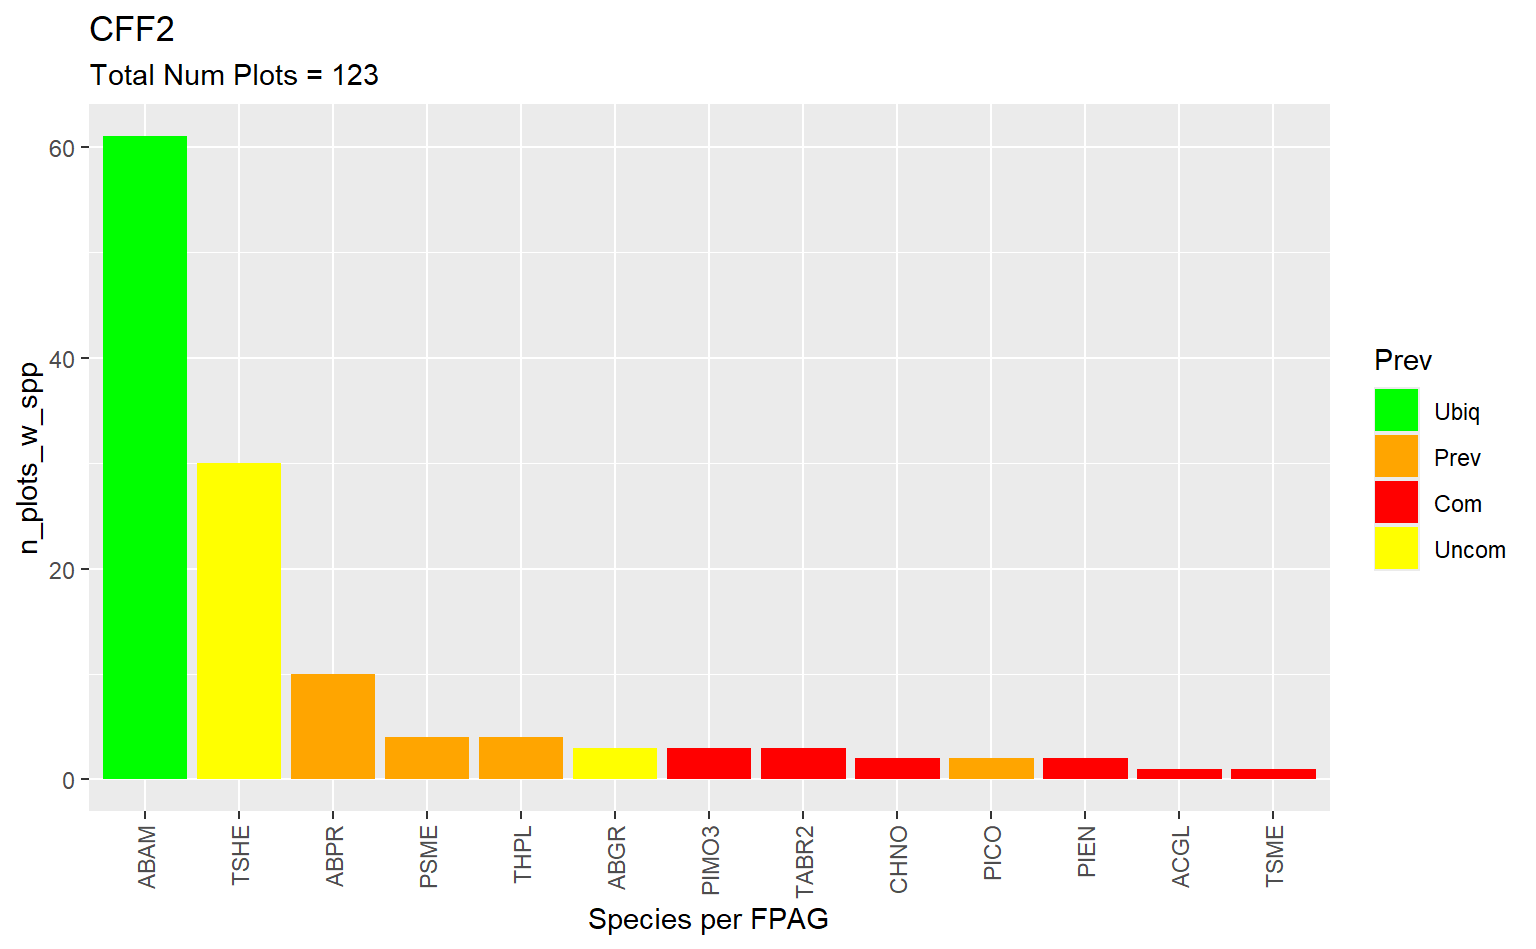 CFF2
Total Num Plots = 123
n_plots_w_spp
60
40
20
0
ABAM
TSHE
ABPR
PSME
THPL
ABGR
PIMO3
TABR2
CHNO
PICO
PIEN
ACGL
TSME
Species per FPAG
Prev
Ubiq
Prev
Com
Uncom